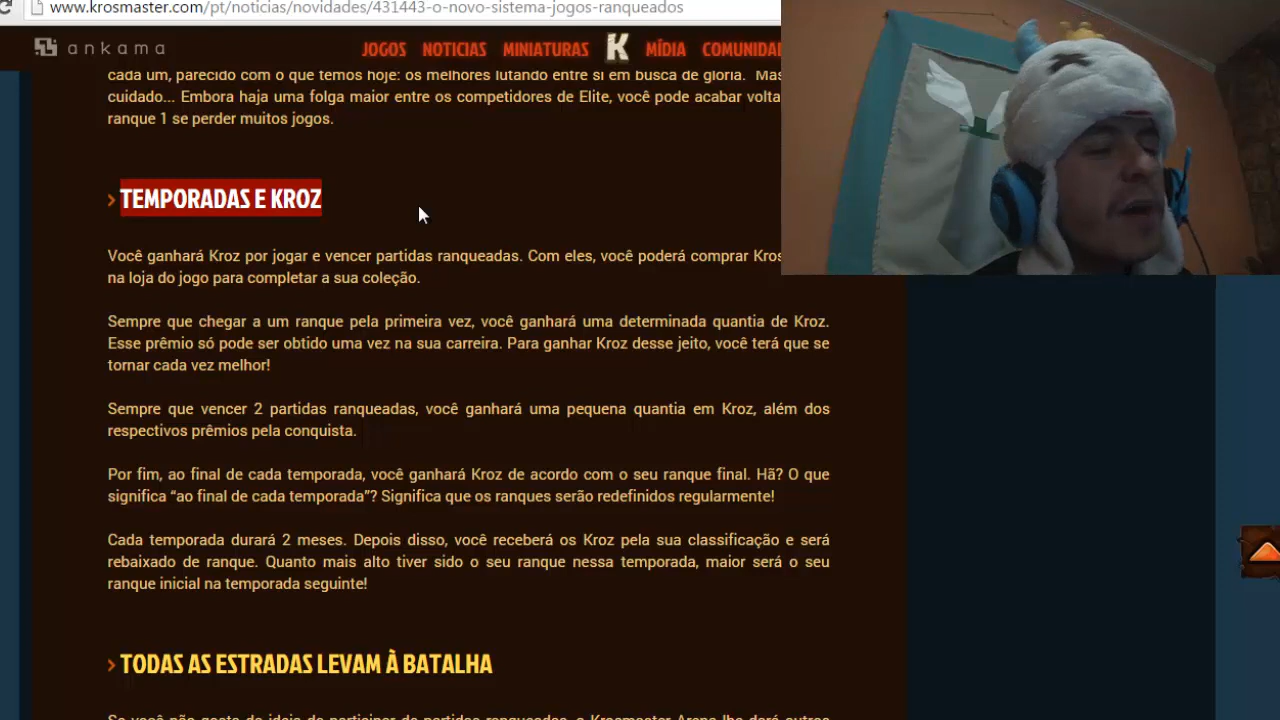 www.krosmaster.com/pt/noticias/novidades/431443-o-novo-sistema-jogos-ranqueados
ankama JOGOS NOTICIAS MINIATURAS K MÍDIA
cada um, parecido com o que temos hoje: os melhores lutando entre si em busca de glória.
cuidado... Embora haja uma folga maior entre os competidores de Elite, você pode acabar
ranque 1 se perder muitos jogos.
› TEMPORADAS E KROZ
Você ganhará Kroz por jogar e vencer partidas ranqueadas. Com eles, você poderá comprar
na loja do jogo para completar a sua coleção.
Sempre que chegar a um ranque pela primeira vez, você ganhará uma determinada quantia de Kroz.
Esse prêmio só pode ser obtido uma vez na sua carreira. Para ganhar Kroz desse jeito, você terá que se
tornar cada vez melhor!
Sempre que vencer 2 partidas ranqueadas, você ganhará uma pequena quantia em Kroz, além dos
respectivos prêmios pela conquista.
Por fim, ao final de cada temporada, você ganhará Kroz de acordo com o seu ranque final. Hã? O que
significa “ao final de cada temporada”? Significa que os ranques serão redefinidos regularmente!
Cada temporada durará 2 meses. Depois disso, você receberá os Kroz pela sua classificação e será
rebaixado de ranque. Quanto mais alto tiver sido o seu ranque nessa temporada, maior será o seu
ranque inicial na temporada seguinte!
› TODAS AS ESTRADAS LEVAM À BATALHA